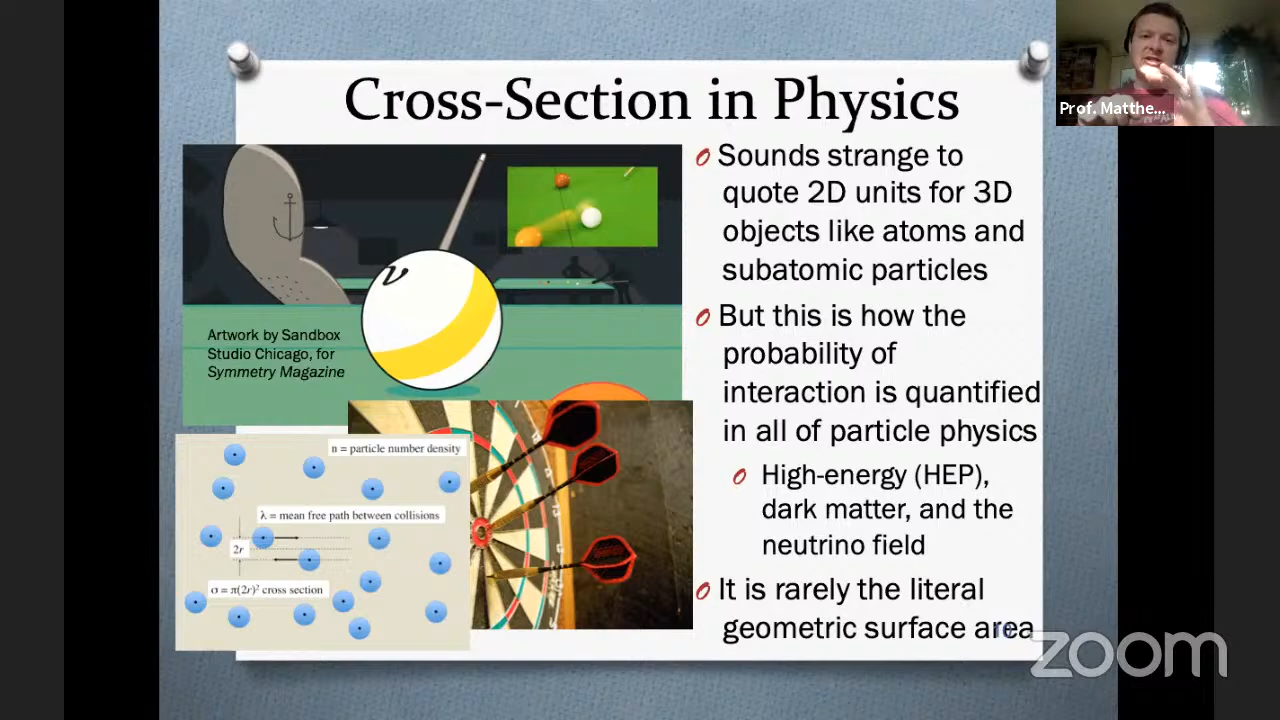 Cross-Section in Physics
Prof. Matthe...
Sounds strange to
quote 2D units for 3D
objects like atoms and
subatomic particles
But this is how the
probability of
interaction is quantified
in all of particle physics
High-energy (HEP),
dark matter, and the
neutrino field
It is rarely the literal
geometric surface area
ν
Artwork by Sandbox
Studio Chicago, for
Symmetry Magazine
n = particle number density
λ = mean free path between collisions
2r
σ = π(2r)² cross section
zoom